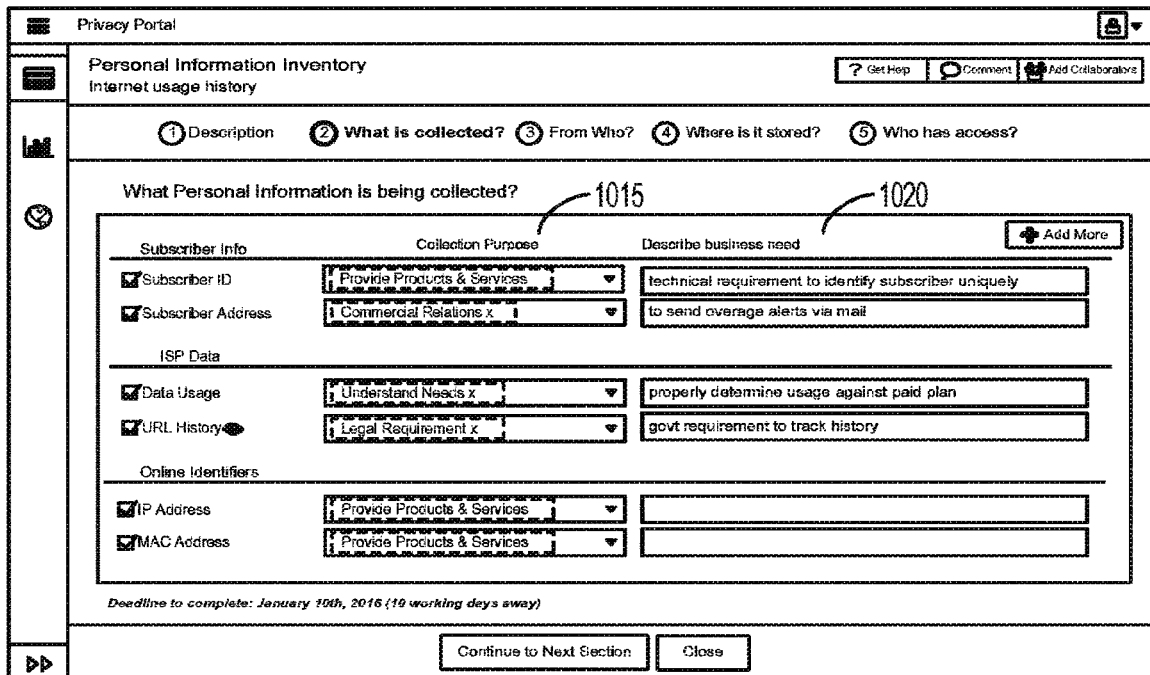 Privacy Portal
Personal Information Inventory
Internet usage history
? Get Help Comment Add Collaborators
1 Description 2 What is collected? 3 From Who? 4 Where is it stored? 5 Who has access?
What Personal Information is being collected?
1015 1020
Add More
Subscriber Info Collection Purpose Describe business need
Subscriber ID Provide Products & Services technical requirement to identify subscriber uniquely
Subscriber Address Commercial Relations x to send overage alerts via mail
ISP Data
Data Usage Understand Needs x properly determine usage against paid plan
URL History Legal Requirement x govt requirement to track history
Online Identifiers
IP Address Provide Products & Services
MAC Address Provide Products & Services
Deadline to complete: January 10th, 2016 (10 working days away)
Continue to Next Section Close